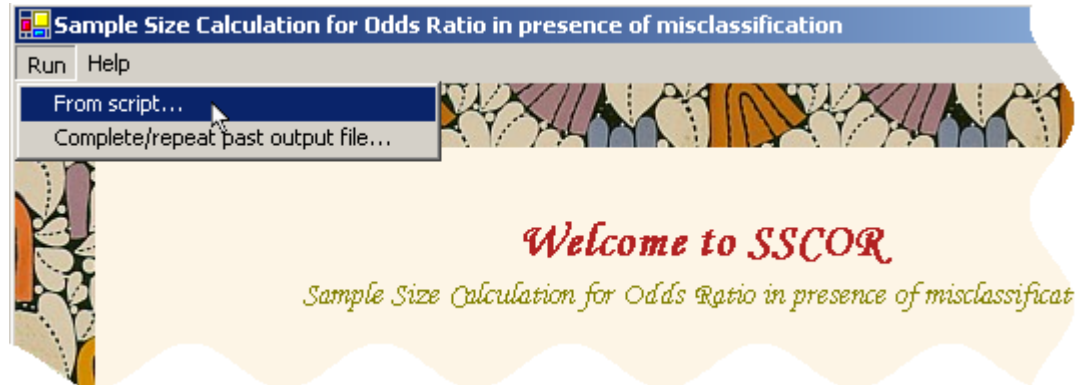 Sample Size Calculation for Odds Ratio in presence of misclassification
Run Help
From script...
Complete/repeat past output file...
Welcome to SSCOR
Sample Size Calculation for Odds Ratio in presence of misclassificat